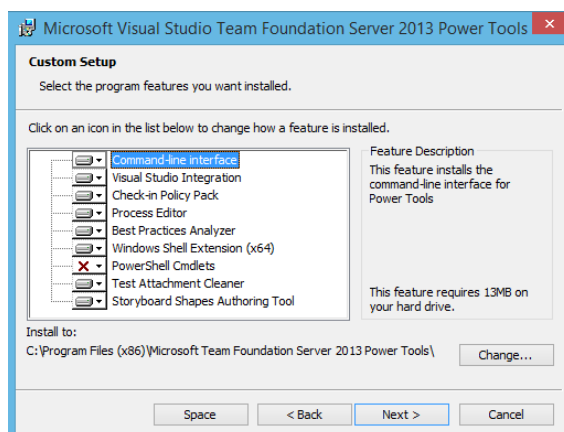 Microsoft Visual Studio Team Foundation Server 2013 Power Tools
Custom Setup
Select the program features you want installed.
Click on an icon in the list below to change how a feature is installed.
Command-line interface
Visual Studio Integration
Check-in Policy Pack
Process Editor
Best Practices Analyzer
Windows Shell Extension (x64)
PowerShell Cmdlets
Test Attachment Cleaner
Storyboard Shapes Authoring Tool
Feature Description
This feature installs the
command-line interface for
Power Tools
This feature requires 13MB on
your hard drive.
Install to:
C:\Program Files (x86)\Microsoft Team Foundation Server 2013 Power Tools\
Change...
Space
< Back
Next >
Cancel